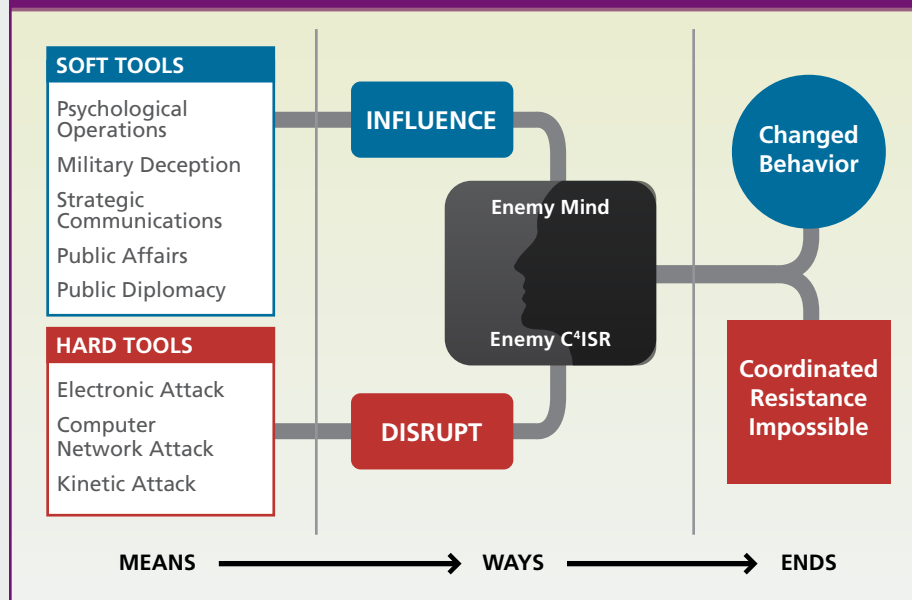 SOFT TOOLS
Psychological
Operations
Military Deception
Strategic
Communications
Public Affairs
Public Diplomacy
HARD TOOLS
Electronic Attack
Computer
Network Attack
Kinetic Attack
INFLUENCE
Enemy Mind
Enemy C⁴ISR
DISRUPT
Changed
Behavior
Coordinated
Resistance
Impossible
MEANS
WAYS
ENDS